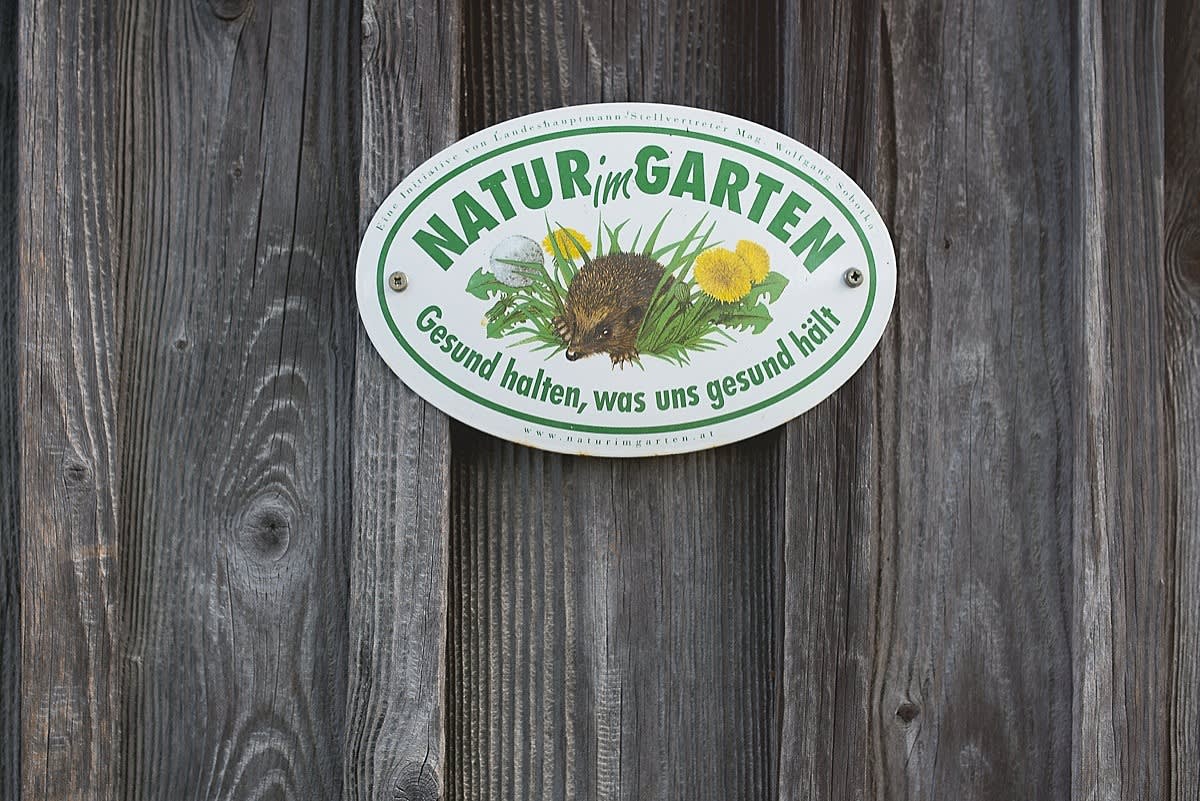 Eine Initiative von Landeshauptmann-Stellvertreter Mag. Wolfgang Sobotka
NATUR im GARTEN
Gesund halten, was uns gesund hält
www.naturimgarten.at